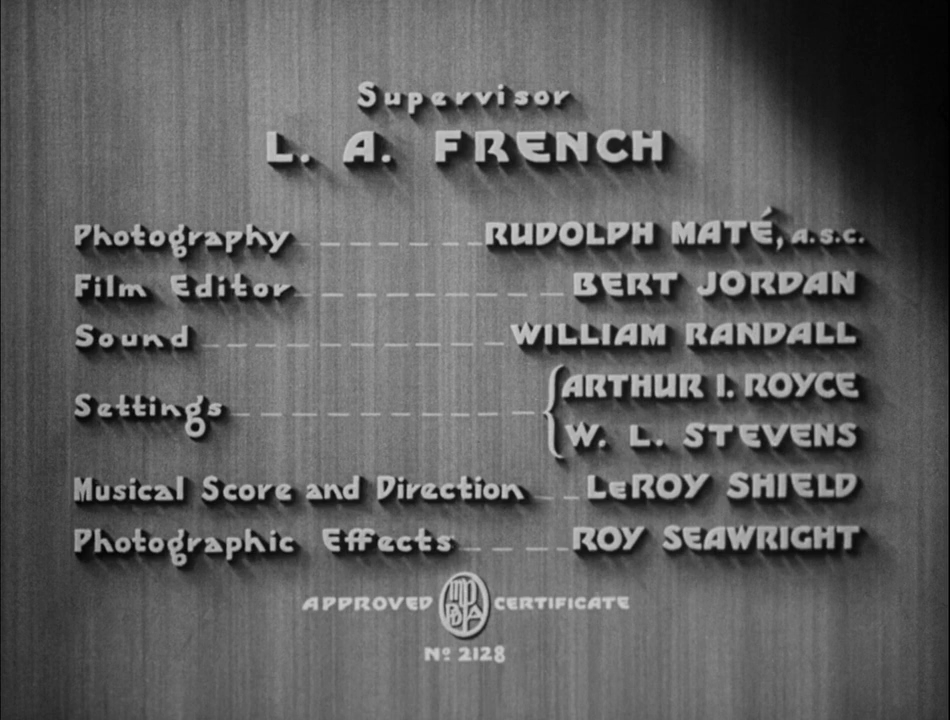 Supervisor
L. A. FRENCH
Photography RUDOLPH MATÉ, A.S.C.
Film Editor BERT JORDAN
Sound WILLIAM RANDALL
Settings { ARTHUR I. ROYCE
W. L. STEVENS
Musical Score and Direction LeROY SHIELD
Photographic Effects ROY SEAWRIGHT
APPROVED MPPDA CERTIFICATE
Nº 2128